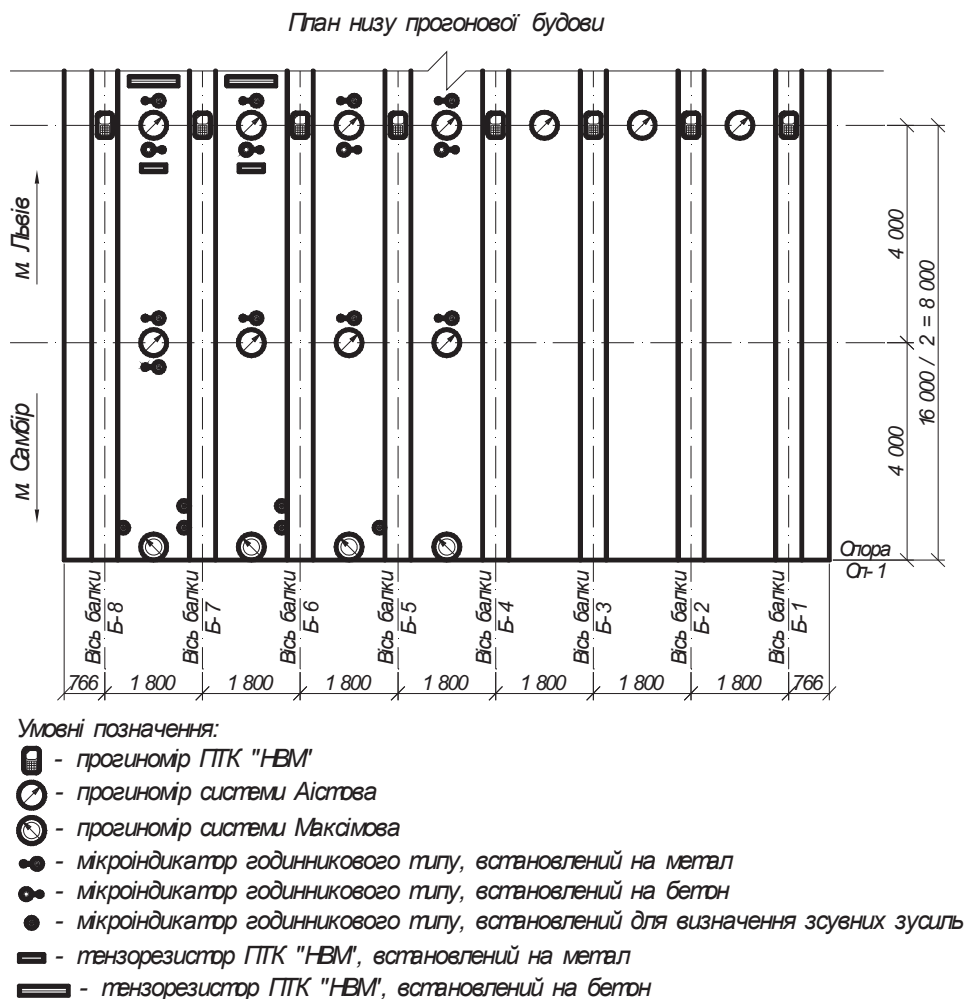 План низу прогонової будови
м. Львів
м. Самбір
4 000
4 000
16 000 / 2 = 8 000
Опора
Оп-1
Вісь балки
Б-8
Вісь балки
Б-7
Вісь балки
Б-6
Вісь балки
Б-5
Вісь балки
Б-4
Вісь балки
Б-3
Вісь балки
Б-2
Вісь балки
Б-1
766 1 800 1 800 1 800 1 800 1 800 1 800 1 800 766
Умовні позначення:
- прогиномір ПТК "НВМ"
- прогиномір системи Аістова
- прогиномір системи Максімова
- мікроіндикатор годинникового типу, встановлений на метал
- мікроіндикатор годинникового типу, встановлений на бетон
- мікроіндикатор годинникового типу, встановлений для визначення зсувних зусиль
- тензорезистор ПТК "НВМ", встановлений на метал
- тензорезистор ПТК "НВМ", встановлений на бетон